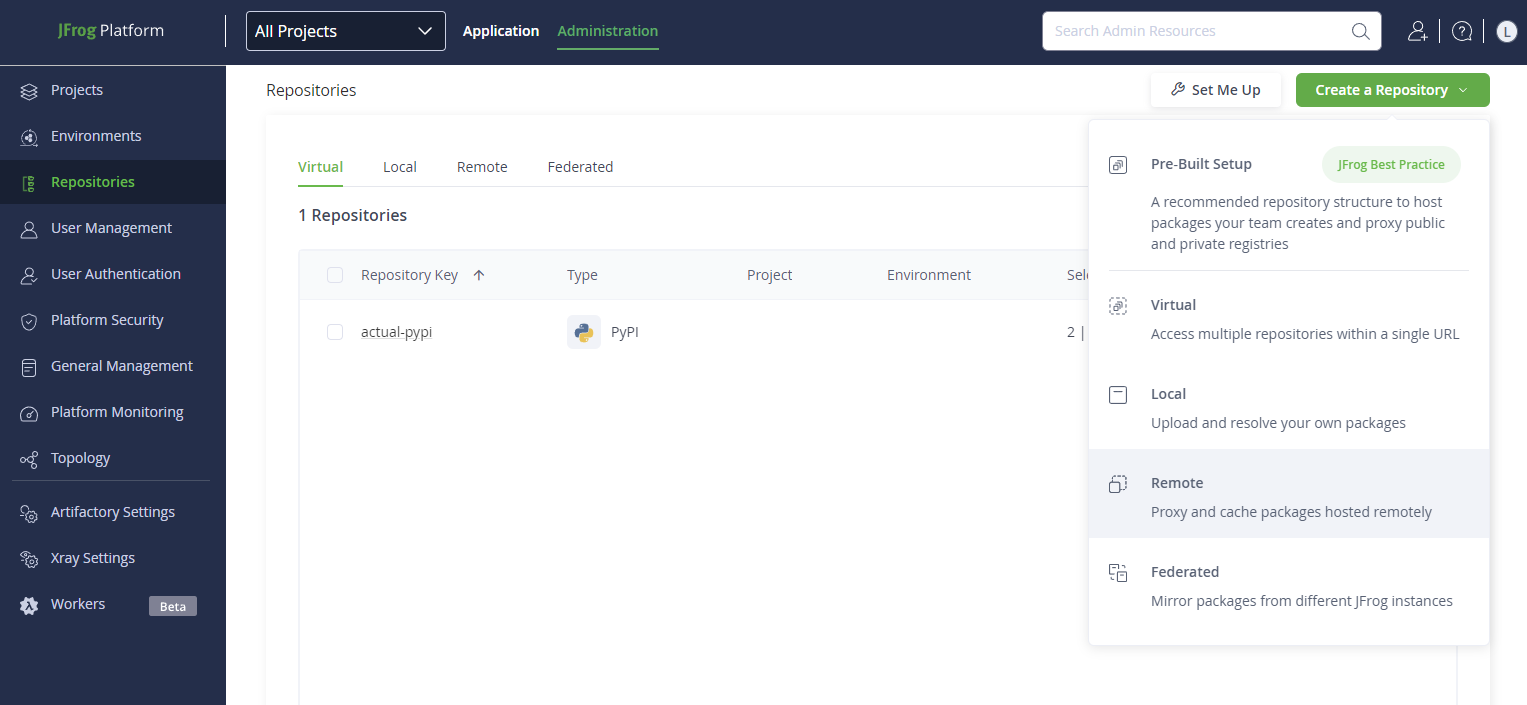 JFrog Platform
All Projects
Application
Administration
Search Admin Resources
?
L
Projects
Environments
Repositories
User Management
User Authentication
Platform Security
General Management
Platform Monitoring
Topology
Artifactory Settings
Xray Settings
Workers
Beta
Repositories
Set Me Up
Create a Repository
Virtual
Local
Remote
Federated
1 Repositories
Repository Key
Type
Project
Environment
actual-pypi
PyPI
2 |
Pre-Built Setup
JFrog Best Practice
A recommended repository structure to host
packages your team creates and proxy public
and private registries
Virtual
Access multiple repositories within a single URL
Local
Upload and resolve your own packages
Remote
Proxy and cache packages hosted remotely
Federated
Mirror packages from different JFrog instances